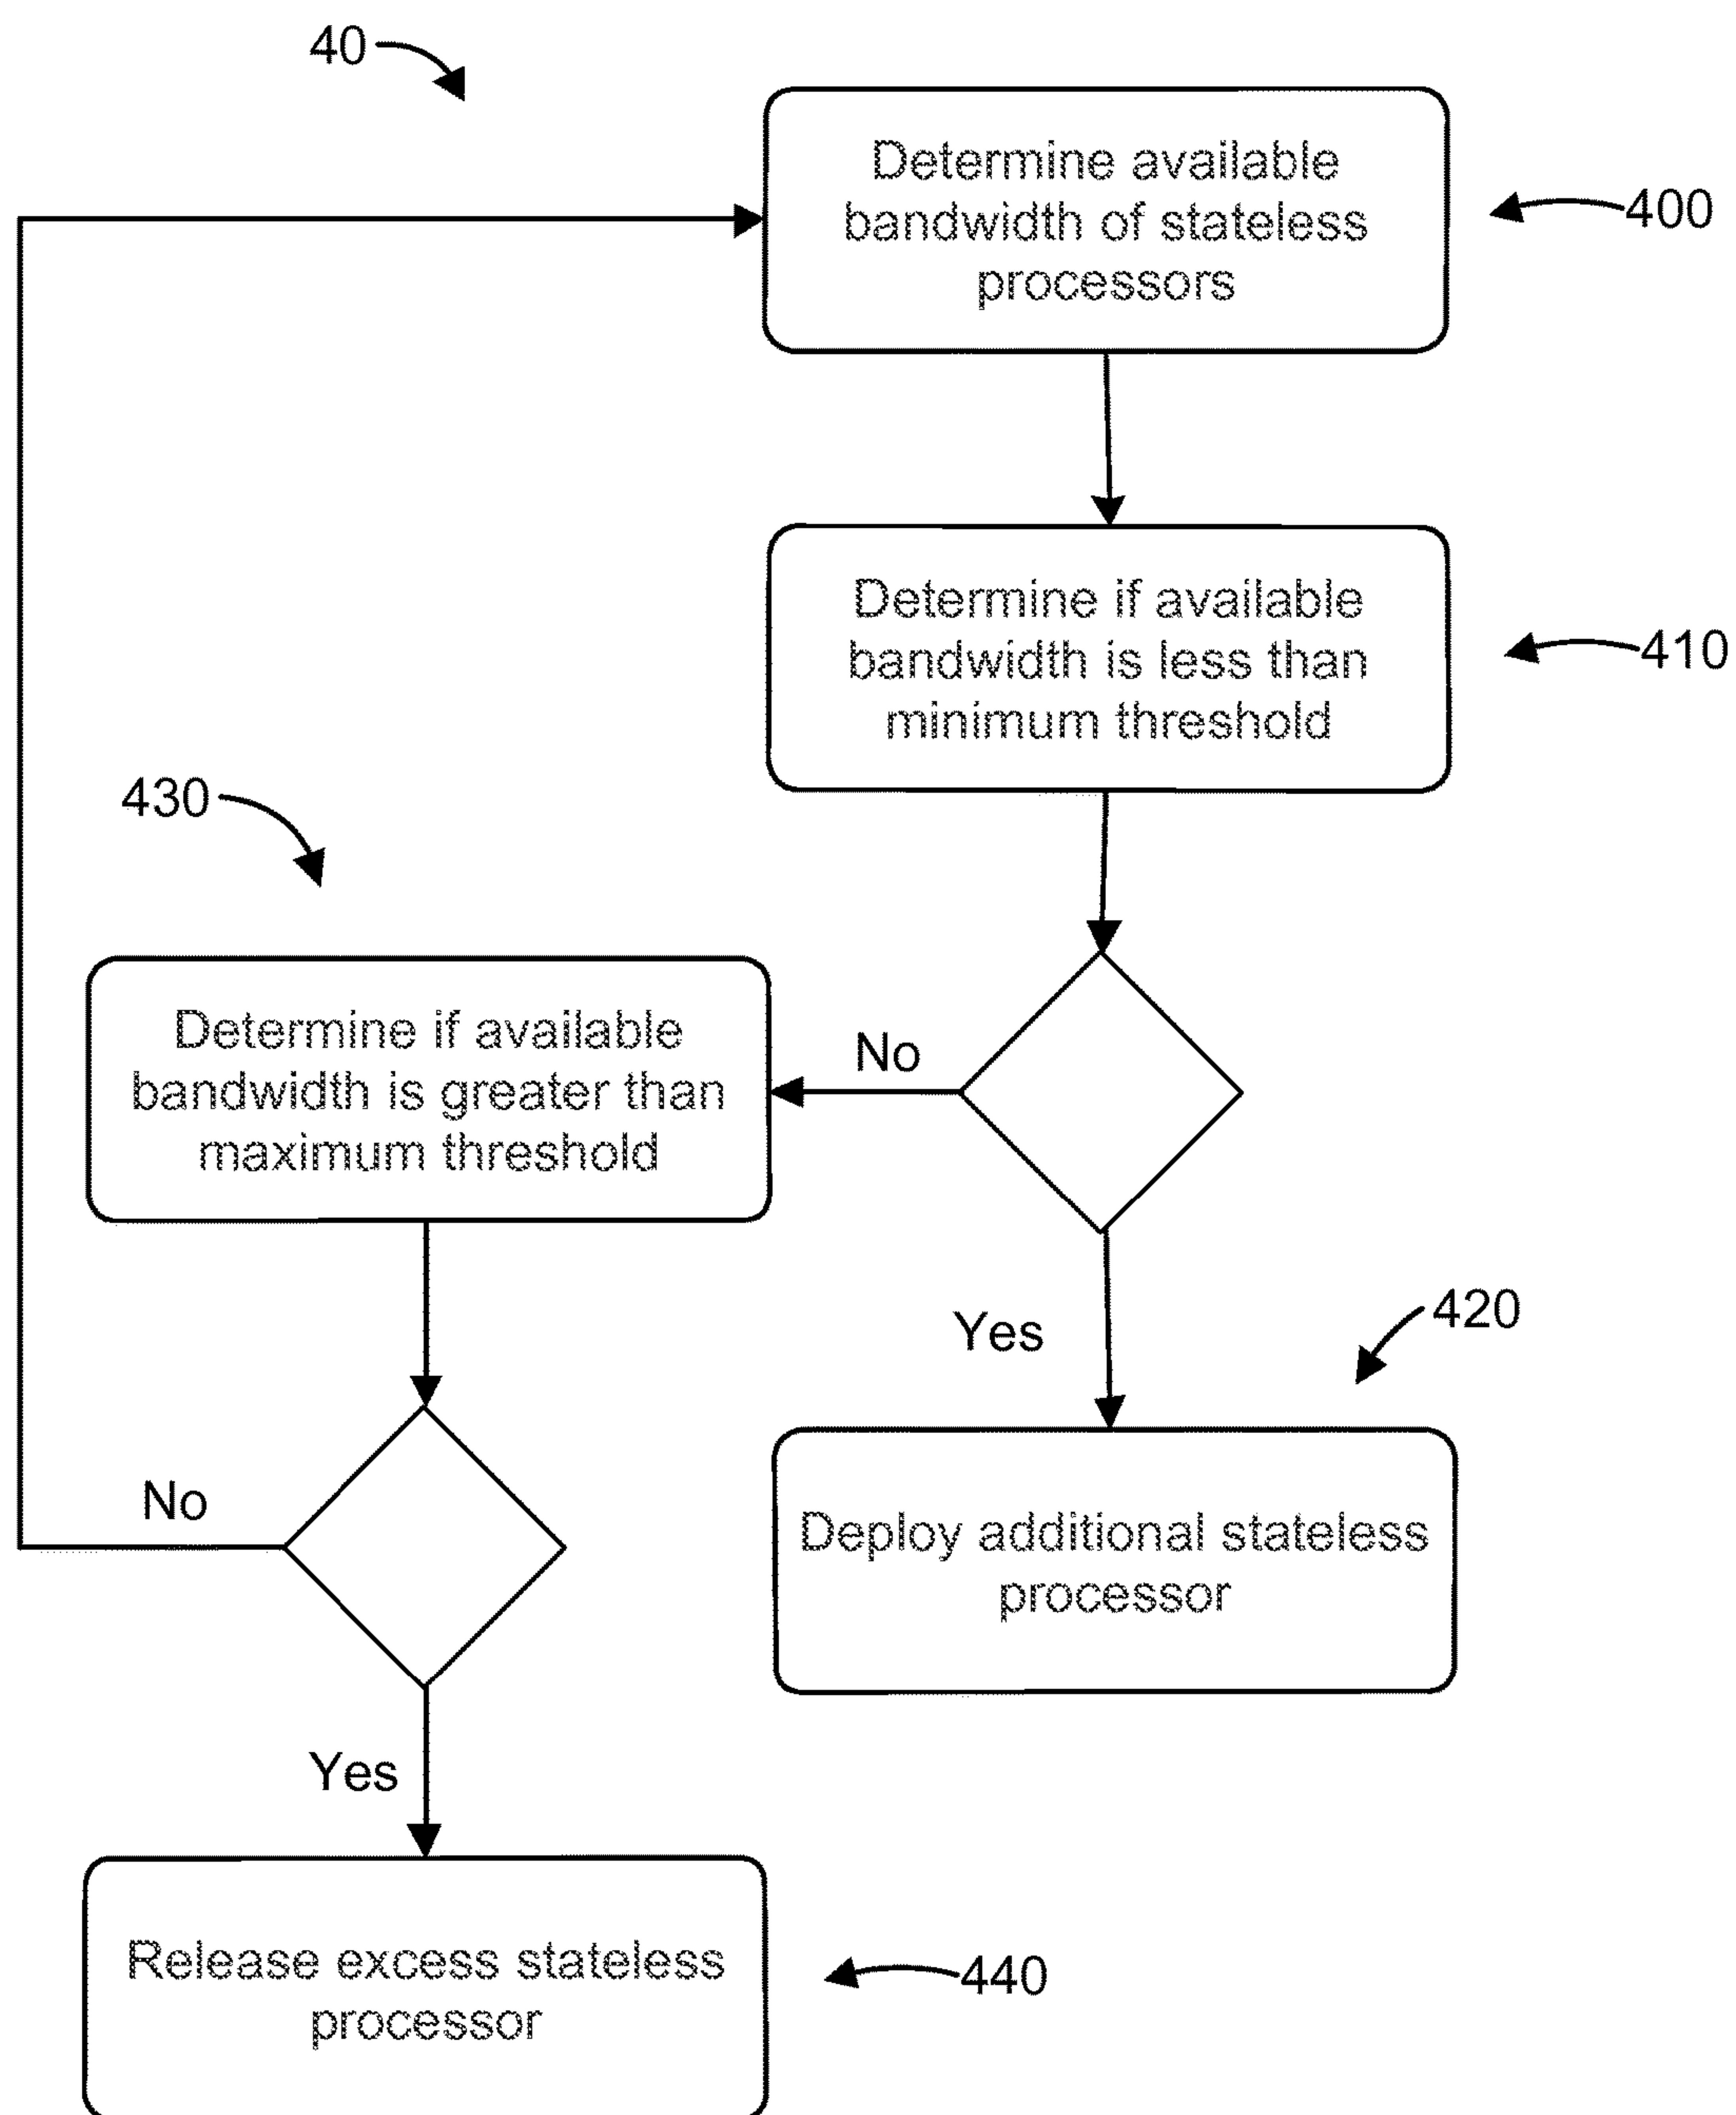 40
Determine available
bandwidth of stateless
processors
400
Determine if available
bandwidth is less than
minimum threshold
410
430
Determine if available
bandwidth is greater than
maximum threshold
No
Yes
420
Deploy additional stateless
processor
No
Yes
Release excess stateless
processor
440